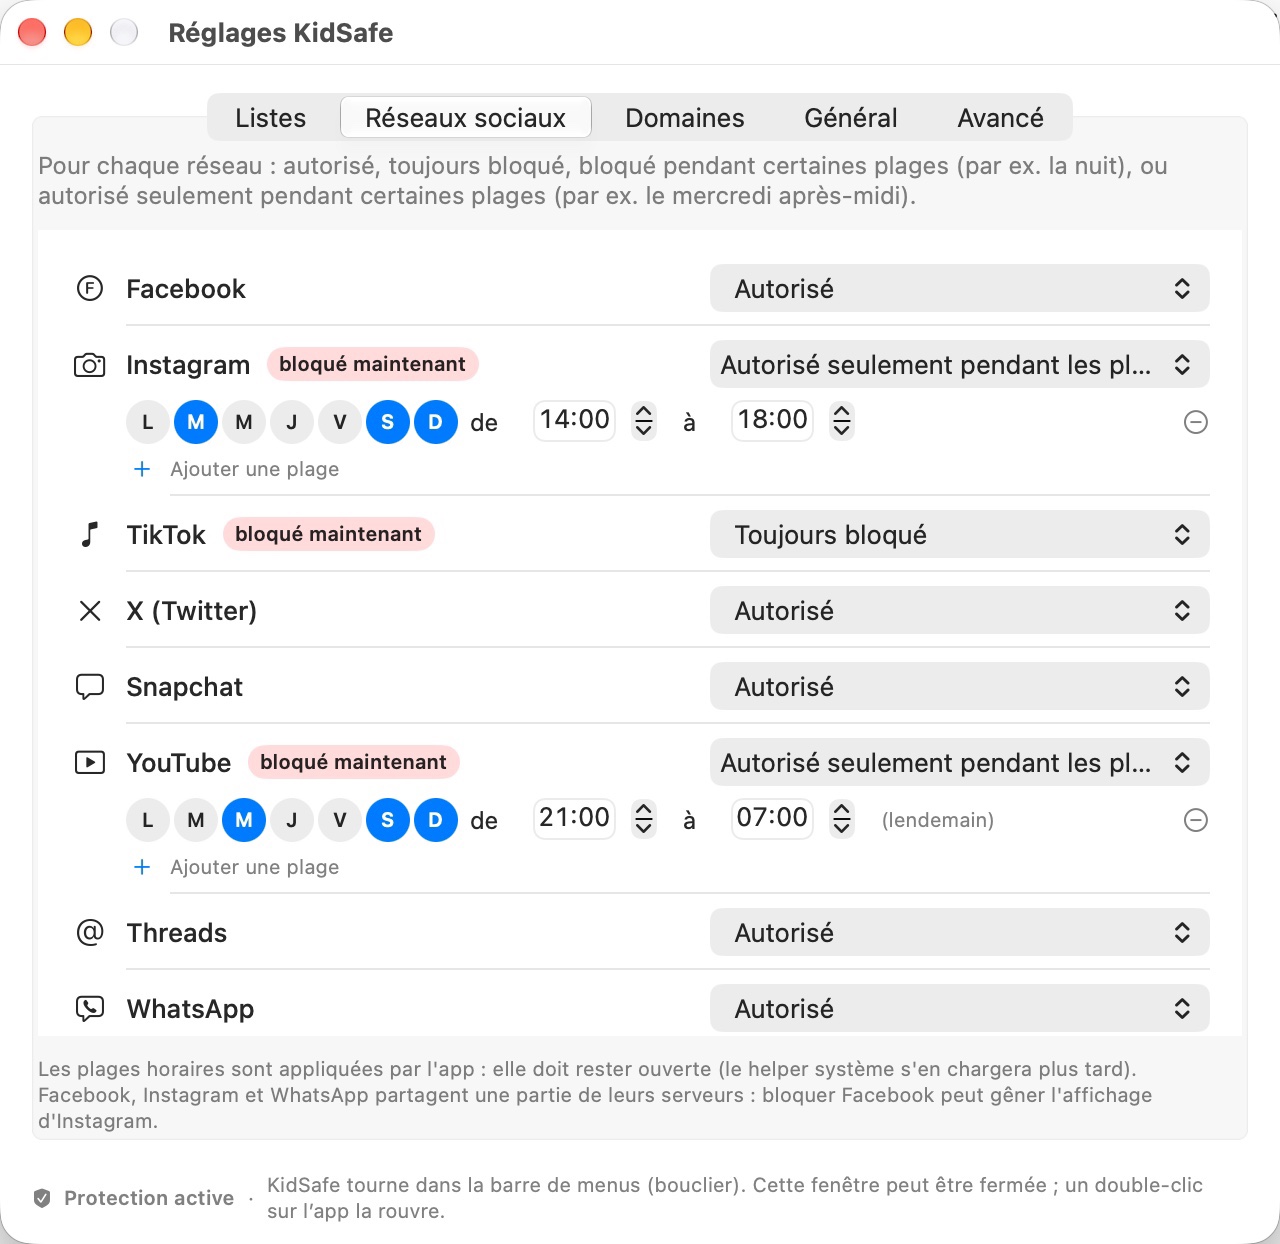 Réglages KidSafe
Listes Réseaux sociaux Domaines Général Avancé
Pour chaque réseau : autorisé, toujours bloqué, bloqué pendant certaines plages (par ex. la nuit), ou
autorisé seulement pendant certaines plages (par ex. le mercredi après-midi).
F Facebook Autorisé
Instagram bloqué maintenant Autorisé seulement pendant les pl...
L M M J V S D de 14:00 à 18:00
+ Ajouter une plage
TikTok bloqué maintenant Toujours bloqué
X (Twitter) Autorisé
Snapchat Autorisé
YouTube bloqué maintenant Autorisé seulement pendant les pl...
L M M J V S D de 21:00 à 07:00 (lendemain)
+ Ajouter une plage
@ Threads Autorisé
WhatsApp Autorisé
Les plages horaires sont appliquées par l'app : elle doit rester ouverte (le helper système s'en chargera plus tard).
Facebook, Instagram et WhatsApp partagent une partie de leurs serveurs : bloquer Facebook peut gêner l'affichage
d'Instagram.
Protection active · KidSafe tourne dans la barre de menus (bouclier). Cette fenêtre peut être fermée ; un double-clic
sur l’app la rouvre.